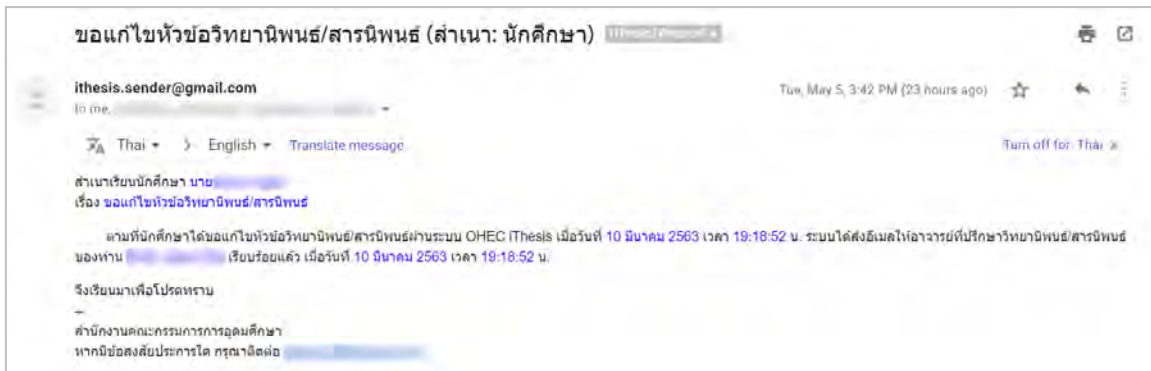 ขอแก้ไขหัวข้อวิทยานิพนธ์/สารนิพนธ์ (สำเนา: นักศึกษา)
ithesis.sender@gmail.com
Tue, May 5, 3:42 PM (23 hours ago)
to me,
Thai > English Translate message
Turn off for: Thai x
สำเนาเรียนนักศึกษา นาย
เรื่อง ขอแก้ไขหัวข้อวิทยานิพนธ์/สารนิพนธ์
ตามที่นักศึกษาได้ขอแก้ไขหัวข้อวิทยานิพนธ์/สารนิพนธ์ผ่านระบบ OHEC iThesis เมื่อวันที่ 10 มีนาคม 2563 เวลา 19:18:52 น. ระบบได้ส่งอีเมลให้อาจารย์ที่ปรึกษาวิทยานิพนธ์/สารนิพนธ์
ของท่าน เรียบร้อยแล้ว เมื่อวันที่ 10 มีนาคม 2563 เวลา 19:18:52 น.
จึงเรียนมาเพื่อโปรดทราบ
--
สำนักงานคณะกรรมการการอุดมศึกษา
หากมีข้อสงสัยประการใด กรุณาติดต่อ